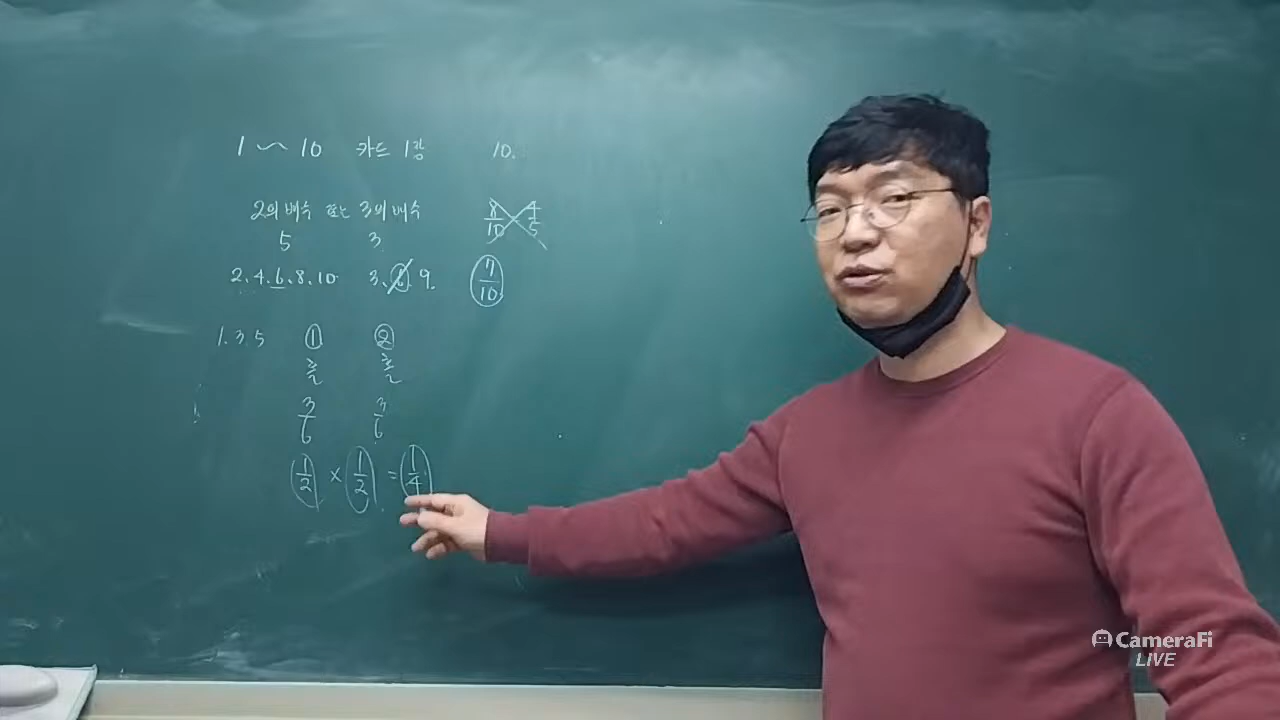 1 ~ 10 카드 1장 10.
2의 배수 또는 3의 배수 8/10 4/5
5 3
2. 4. 6. 8. 10 3. 6. 9. 7/10
1. 3. 5 ① ②
홀 홀
3/6 3/6
1/2 × 1/2 = 1/4
CameraFi
LIVE